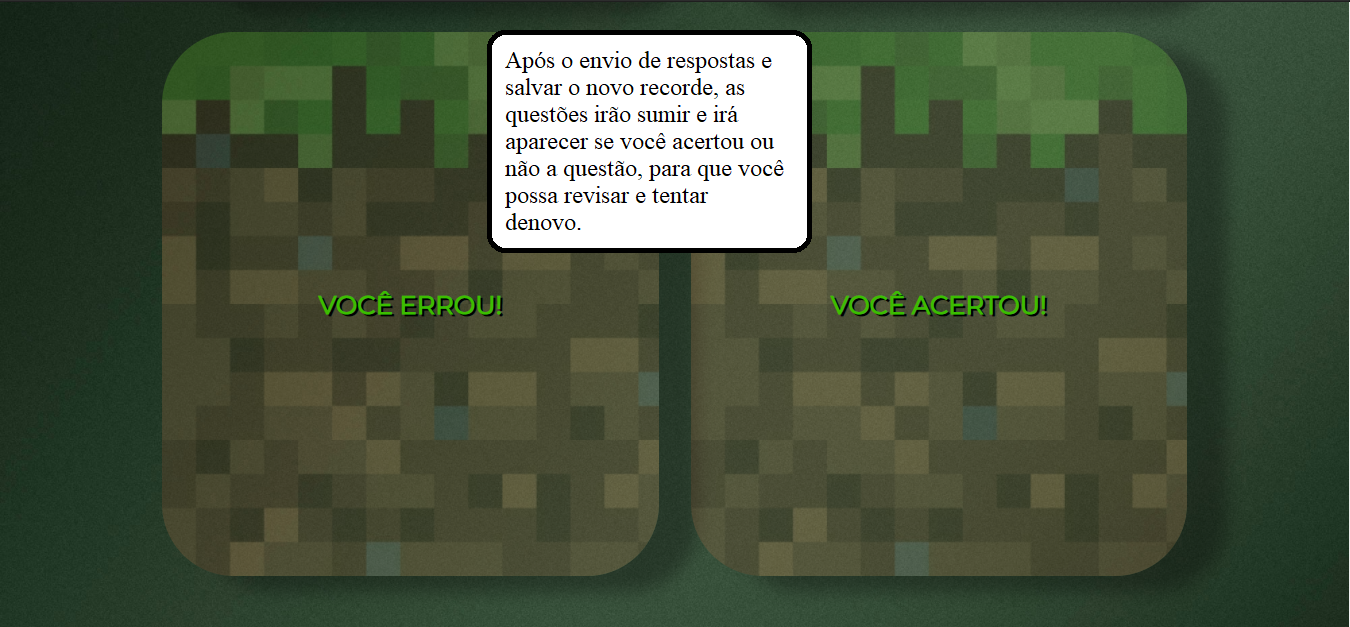 Após o envio de respostas e
salvar o novo recorde, as
questões irão sumir e irá
aparecer se você acertou ou
não a questão, para que você
possa revisar e tentar
denovo.
VOCÊ ERROU!
VOCÊ ACERTOU!